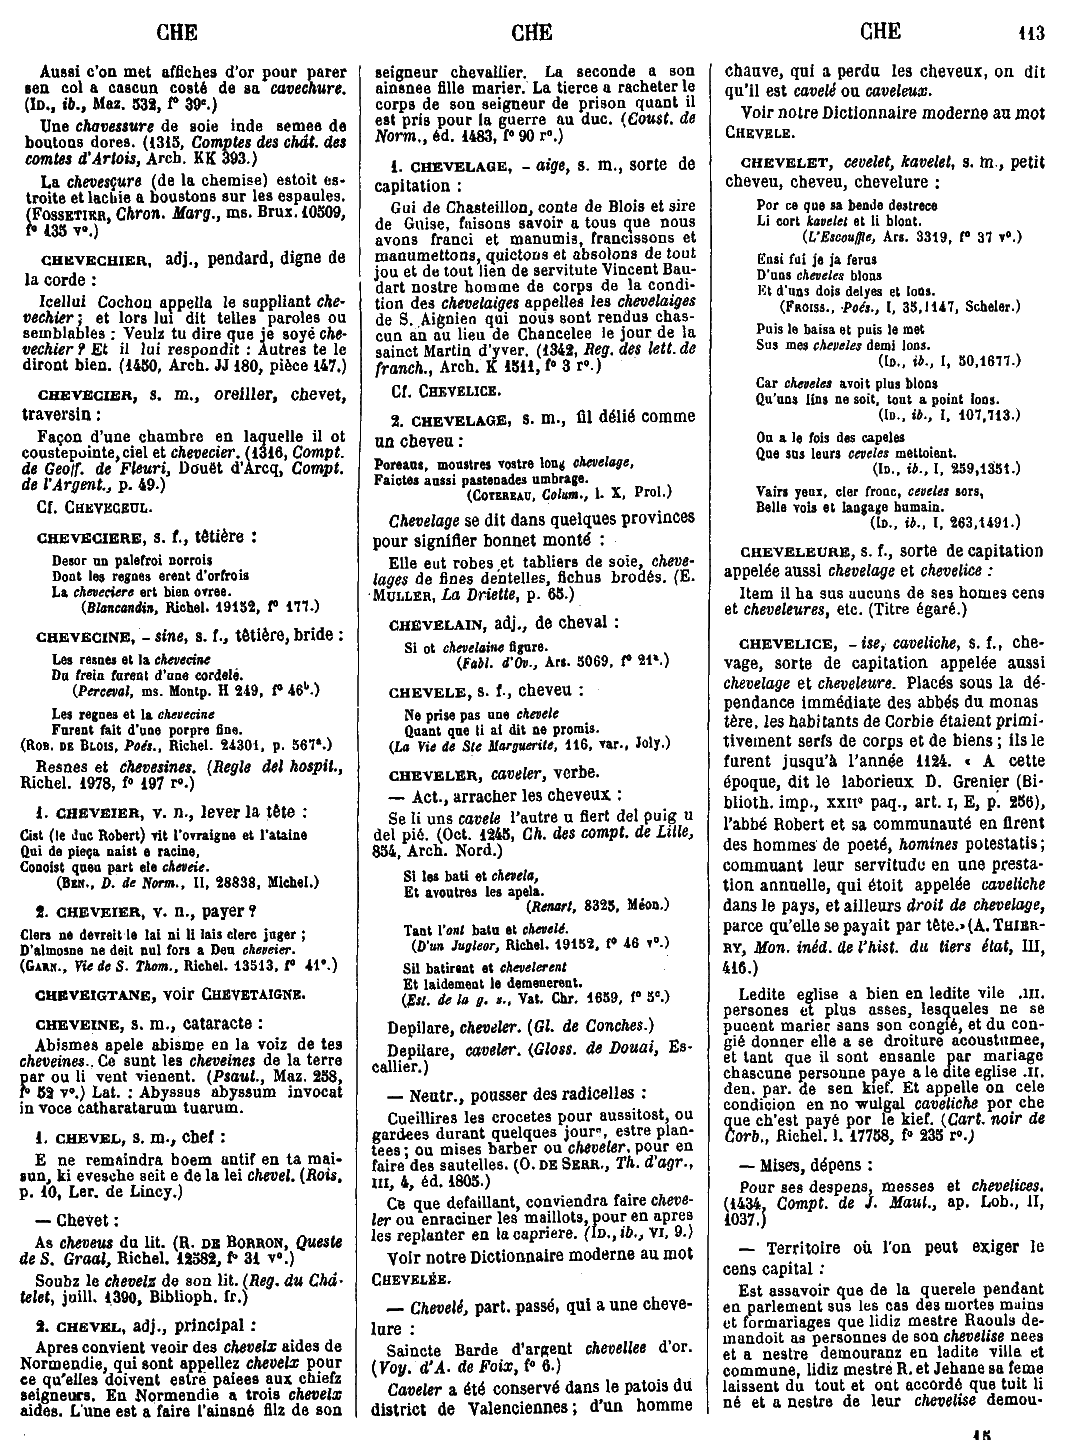 CHE
CHE
CHE 113
Aussi c'on met affiches d'or pour parer
sen col a cascun costé de sa cavechure.
(ID., ib., Maz. 532, f° 39c.)
Une chavessure de soie inde semee de
boutons dores. (1315, Comptes des chât. des
comtes d'Artois, Arch. KK 393.)
La chevesçure (de la chemise) estoit es-
troite et lachie a boustons sur les espaules.
(FOSSETIER, Chron. Marg., ms. Brux. 10509,
f° 135 v°.)
CHEVECHIER, adj., pendard, digne de
la corde :
Icellui Cochou appella le suppliant che-
vechier ; et lors lui dit telles paroles ou
semblables : Veulz tu dire que je soyé che-
vechier ? Et il lui respondit : Autres te le
diront bien. (1450, Arch. JJ 180, pièce 147.)
CHEVECIER, s. m., oreiller, chevet,
traversin :
Façon d'une chambre en laquelle il ot
coustepointe, ciel et chevecier. (1316, Compt.
de Geoff. de Fleuri, Douët d'Arcq, Compt.
de l'Argent., p. 49.)
Cf. CHEVECEUL.
CHEVECIERE, s. f., têtière :
Desor un palefroi norrois
Dont les regnes erent d'orfrois
La cheveciere ert bien ovree.
(Blancandin, Richel. 19152, f° 177.)
CHEVECINE, - sine, s. f., têtière, bride :
Les resnes et la chevecine
Du frein furent d'une cordele.
(Perceval, ms. Montp. H 249, f° 46b.)
Les regnes et la chevecine
Furent fait d'une porpre fine.
(ROB. DE BLOIS, Poés., Richel. 24301, p. 567a.)
Resnes et chevesines. (Regle del hospit.,
Richel. 1978, f° 197 r°.)
1. CHEVEIER, v. n., lever la tête :
Cist (le duc Robert) vit l'ovraigne et l'ataine
Qui de pieça naist e racine,
Conoist queu part ele cheveie.
(BEN., D. de Norm., II, 28838, Michel.)
2. CHEVEIER, v. n., payer ?
Clers ne devreit le lai ni li lais clerc juger ;
D'almosne ne deit nul fors a Deu cheveier.
(GARN., Vie de S. Thom., Richel. 13513, f° 41°.)
CHEVEIGTANE, voir CHEVETAIGNE.
CHEVEINE, s. m., cataracte :
Abismes apele abisme en la voiz de tes
cheveines. Ce sunt les cheveines de la terre
par ou li vent vienent. (Psaut., Maz. 258,
f° 52 v°.) Lat. : Abyssus abyssum invocat
in voce catharatarum tuarum.
1. CHEVEL, s. m., chef :
E ne remaindra boem antif en ta mai-
sun, ki evesche seit e de la lei chevel. (Rois,
p. 10, Ler. de Lincy.)
— Chevet :
As cheveus du lit. (R. DE BORRON, Queste
de S. Graal, Richel. 12582, f° 31 v°.)
Soubz le chevelz de son lit. (Reg. du Châ-
telet, juill. 1390, Biblioph. fr.)
2. CHEVEL, adj., principal :
Apres convient veoir des chevelx aides de
Normendie, qui sont appellez chevelx pour
ce qu'elles doivent estre paiees aux chiefz
seigneurs. En Normendie a trois chevelx
aides. L'une est a faire l'ainsné filz de son
seigneur chevallier. La seconde a son
ainsnee fille marier. La tierce a racheter le
corps de son seigneur de prison quant il
est pris pour la guerre au duc. (Coust. de
Norm., éd. 1483, f° 90 r°.)
1. CHEVELAGE, - aige, s. m., sorte de
capitation :
Gui de Chasteillon, conte de Blois et sire
de Guise, faisons savoir a tous que nous
avons franci et manumis, francissons et
manumettons, quictons et absolons de tout
jou et de tout lien de servitute Vincent Bau-
dart nostre homme de corps de la condi-
tion des chevelaiges appelles les chevelaiges
de S. Aignien qui nous sont rendus chas-
cun an au lieu de Chancelee le jour de la
sainct Martin d'yver. (1342, Reg. des lett. de
franch., Arch. K 1511, f° 3 r°.)
Cf. CHEVELICE.
2. CHEVELAGE, s. m., fil délié comme
un cheveu :
Poreaus, monstres vostre long chevelage,
Faictes aussi pastenades umbrage.
(COTEREAU, Colum., l. X, Prol.)
Chevelage se dit dans quelques provinces
pour signifier bonnet monté :
Elle eut robes et tabliers de soie, cheve-
lages de fines dentelles, fichus brodés. (E.
MULLER, La Driette, p. 65.)
CHEVELAIN, adj., de cheval :
Si ot chevelaine figure.
(Fabl. d'Ov., Ars. 5069, f° 21a.)
CHEVELE, s. f., cheveu :
Ne prise pas une chevele
Quant que li al dit ne promis.
(La Vie de Ste Marguerite, 116, var., Joly.)
CHEVELER, caveler, verbe.
— Act., arracher les cheveux :
Se li uns cavele l'autre u fiert del puig u
del pié. (Oct. 1245, Ch. des compt. de Lille,
854, Arch. Nord.)
Si les bati et chevela,
Et avoutres les apela.
(Renart, 8325, Méon.)
Tant l'ont batu et chevelé.
(D'un Jugleor, Richel. 19152, f° 46 v°.)
Sil batirent et chevelerent
Et laidement le demenerent.
(Est. de la g. s., Vat. Chr. 1659, f° 5c.)
Depilare, cheveler. (Gl. de Conches.)
Depilare, caveler. (Gloss. de Douai, Es-
callier.)
— Neutr., pousser des radicelles :
Cueillires les crocetes pour aussitost, ou
gardees durant quelques jours, estre plan-
tees ; ou mises barber ou cheveler, pour en
faire des sautelles. (O. DE SERR., Th. d'agr.,
III, 4, éd. 1805.)
Ce que defaillant, conviendra faire cheve-
ler ou enraciner les maillots, pour en apres
les replanter en la capriere. (ID., ib., VI, 9.)
Voir notre Dictionnaire moderne au mot
CHEVELÉE.
— Chevelé, part. passé, qui a une cheve-
lure :
Saincte Barde d'argent chevellee d'or.
(Voy. d'A. de Foix, f° 6.)
Caveler a été conservé dans le patois du
district de Valenciennes ; d'un homme
chauve, qui a perdu les cheveux, on dit
qu'il est cavelé ou caveleux.
Voir notre Dictionnaire moderne au mot
CHEVELE.
CHEVELET, cevelet, kavelet, s. m., petit
cheveu, cheveu, chevelure :
Por ce que sa bende destrece
Li cort kavelet et li blont.
(L'Escouffle, Ars. 3319, f° 37 v°.)
Ensi fui je ja ferus
D'uns cheveles blons
Et d'uns dois delyes et lons.
(FROISS., Poés., I, 35,1147, Scheler.)
Puis le baisa et puis le met
Sus mes cheveles demi lons.
(ID., ib., I, 50,1677.)
Car cheveles avoit plus blons
Qu'uns lins ne soit, tout a point lons.
(ID., ib., I, 107,713.)
On a le fois des capeles
Que sus leurs ceveles mettoient.
(ID., ib., I, 259,1351.)
Vairs yeux, cler fronc, ceveles sors,
Belle vois et langage humain.
(ID., ib., I, 263,1491.)
CHEVELEURE, s. f., sorte de capitation
appelée aussi chevelage et chevelice :
Item il ha sus aucuns de ses homes cens
et cheveleures, etc. (Titre égaré.)
CHEVELICE, - ise, caveliche, s. f., che-
vage, sorte de capitation appelée aussi
chevelage et cheveleure. Placés sous la dé-
pendance immédiate des abbés du monas
tère, les habitants de Corbie étaient primi-
tivement serfs de corps et de biens ; ils le
furent jusqu'à l'année 1124. « A cette
époque, dit le laborieux D. Grenier (Bi-
blioth. imp., XXIIe paq., art. I, E, p. 256),
l'abbé Robert et sa communauté en firent
des hommes de poeté, homines potestatis ;
commuant leur servitude en une presta-
tion annuelle, qui étoit appelée caveliche
dans le pays, et ailleurs droit de chevelage,
parce qu'elle se payait par tête.» (A. THIER-
RY, Mon. inéd. de l'hist. du tiers état, III,
416.)
Ledite eglise a bien en ledite vile .III.
persones et plus asses, lesqueles ne se
pucent marier sans son congié, et du con-
gié donner elle a se droiture acoustumee,
et tant que il sont ensanle par mariage
chascune persoune paye a le dite eglise .II.
den. par. de sen kief. Et appelle on cele
condicion en no wulgal caveliche por che
que ch'est payé por le kief. (Cart. noir de
Corb., Richel. l. 17758, f° 235 r°.)
— Mises, dépens :
Pour ses despens, messes et chevelices.
(1434, Compt. de J. Maul., ap. Lob., II,
1037.)
— Territoire où l'on peut exiger le
cens capital :
Est assavoir que de la querele pendant
en parlement sus les cas des mortes mains
et formariages que lidiz mestre Raouls de-
mandoit as personnes de son chevelise nees
et a nestre demouranz en ladite ville et
commune, lidiz mestre R. et Jehane sa feme
laissent du tout et ont accordé que tuit li
né et a nestre de leur chevelise demou-
15